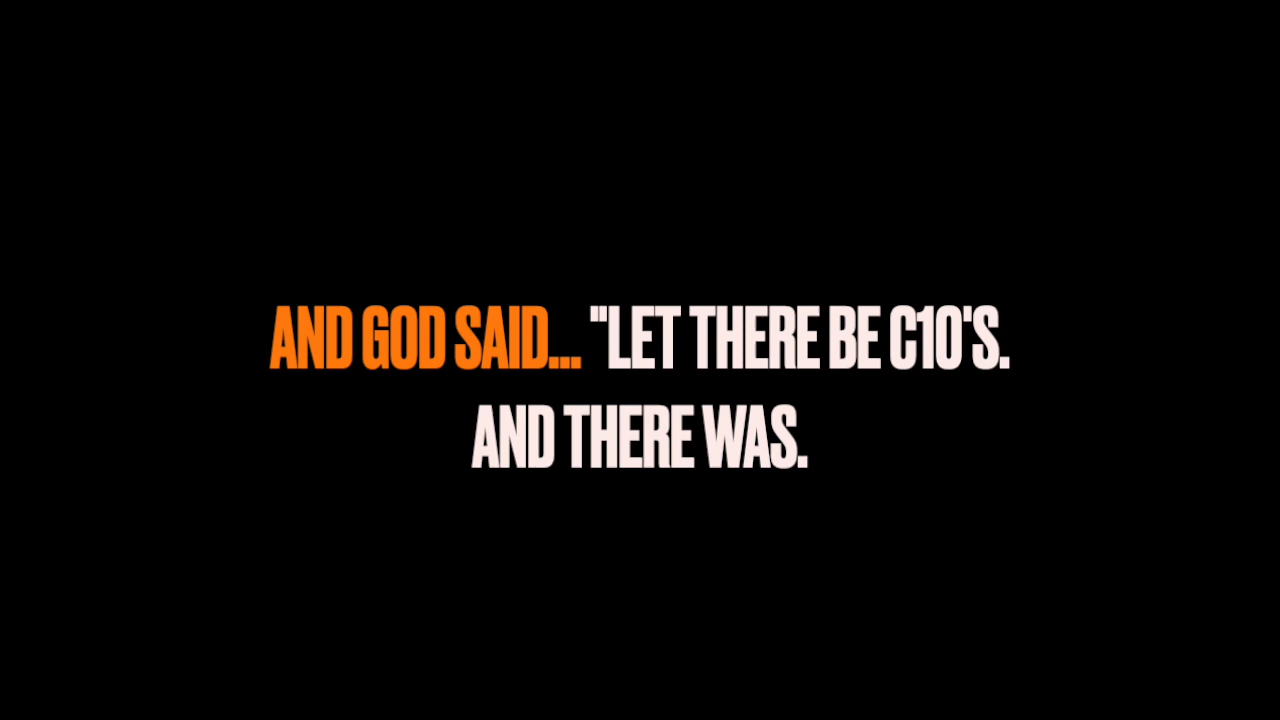 AND GOD SAID... "LET THERE BE C10'S.
AND THERE WAS.